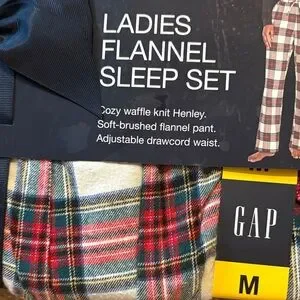 LADIES
FLANNEL
SLEEP SET
Cozy waffle knit Henley.
Soft-brushed flannel pant.
Adjustable drawcord waist.
GAP
M